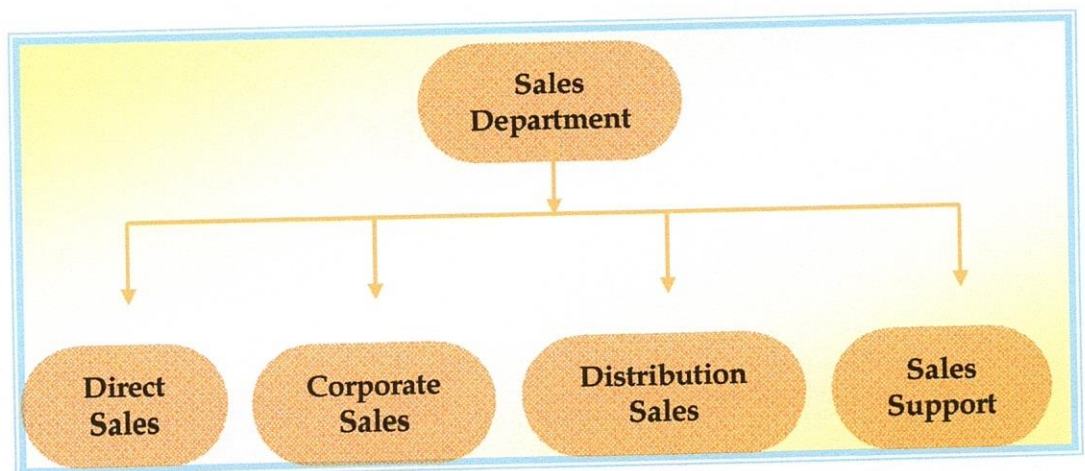 Sales
Department
Direct
Sales
Corporate
Sales
Distribution
Sales
Sales
Support